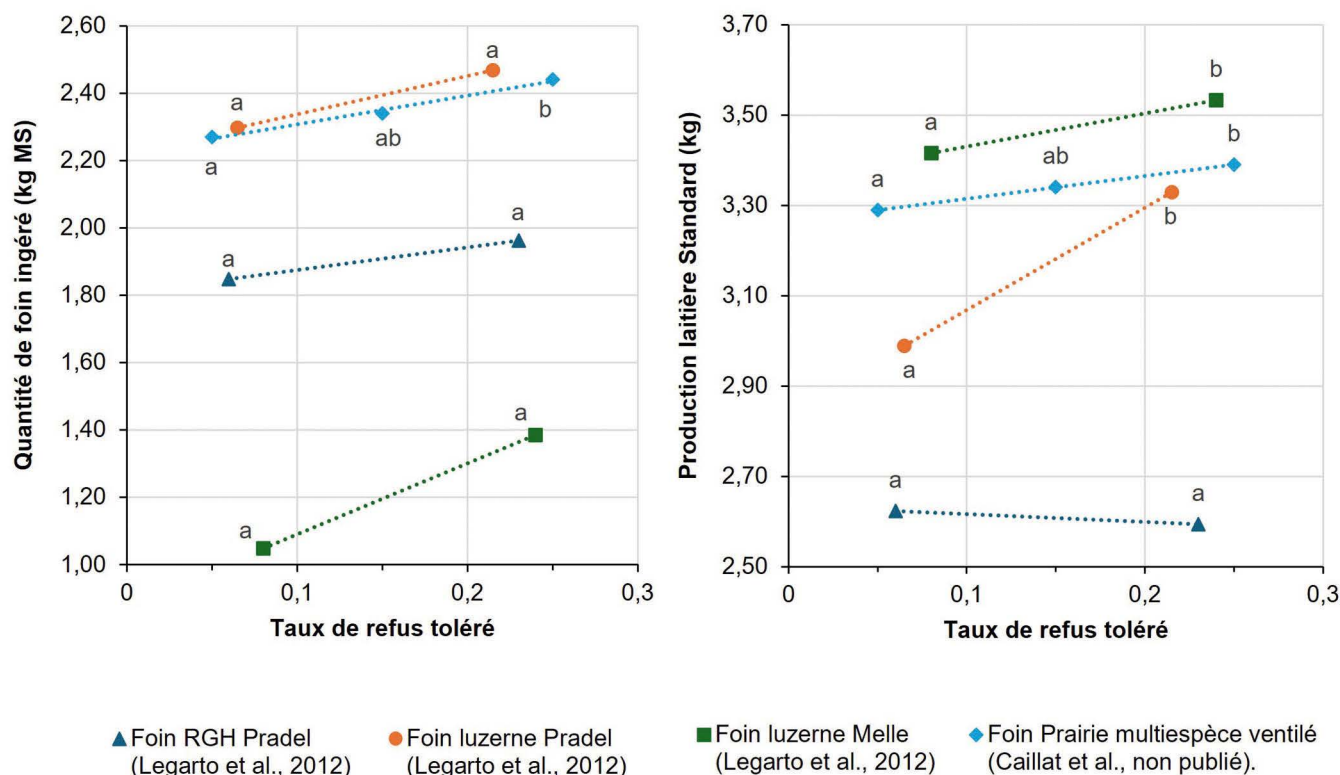 Quantité de foin ingéré (kg MS)
2,60
2,40
2,20
2,00
1,80
1,60
1,40
1,20
1,00
a
a
a
ab
b
a
a
a
a
0
0,1
0,2
0,3
Taux de refus toléré
Production laitière Standard (kg)
3,70
3,50
3,30
3,10
2,90
2,70
2,50
a
b
a
ab
b
a
b
a
a
0
0,1
0,2
0,3
Taux de refus toléré
Foin RGH Pradel
(Legarto et al., 2012)
Foin luzerne Pradel
(Legarto et al., 2012)
Foin luzerne Melle
(Legarto et al., 2012)
Foin Prairie multiespèce ventilé
(Caillat et al., non publié).